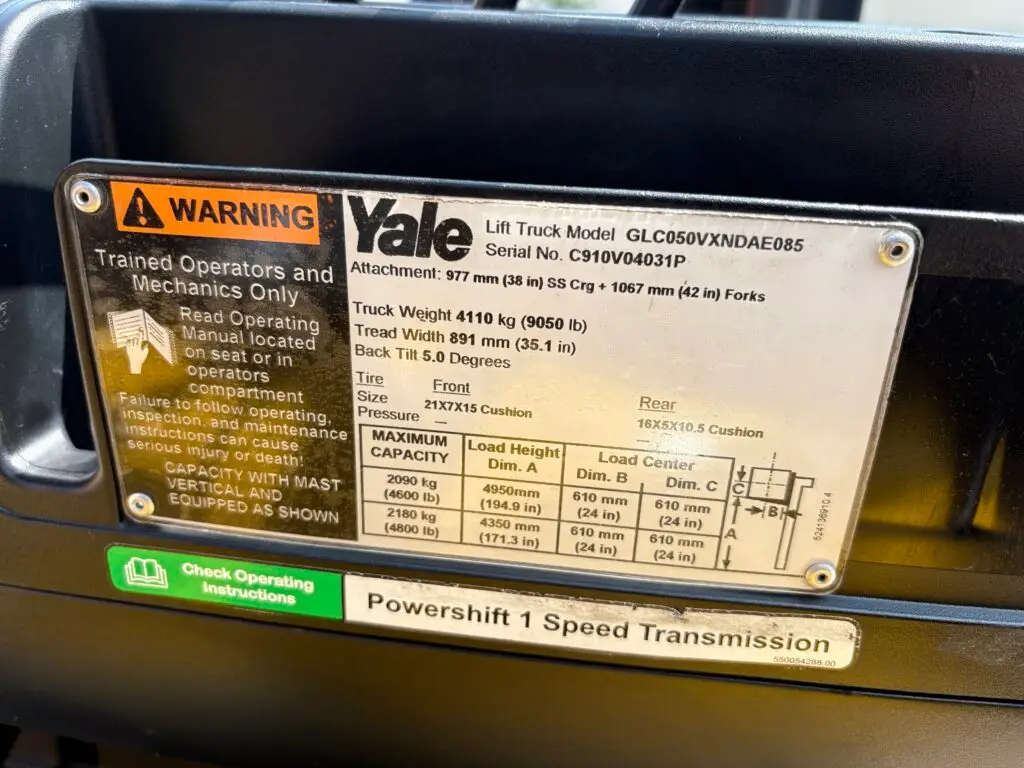 WARNING
Trained Operators and
Mechanics Only
Read Operating
Manual located
on seat or in
operators
compartment
Failure to follow operating,
inspection, and maintenance
instructions can cause
serious injury or death!
CAPACITY WITH MAST
VERTICAL AND
EQUIPPED AS SHOWN
Yale
Lift Truck Model GLC050VXNDAE085
Serial No. C910V04031P
Attachment: 977 mm (38 in) SS Crg + 1067 mm (42 in) Forks
Truck Weight 4110 kg (9050 lb)
Tread Width 891 mm (35.1 in)
Back Tilt 5.0 Degrees
Tire Front Rear
Size 21X7X15 Cushion 16X5X10.5 Cushion
Pressure — —
MAXIMUM CAPACITY Load Height Dim. A Load Center Dim. B Dim. C
2090 kg (4600 lb) 4950mm (194.9 in) 610 mm (24 in) 610 mm (24 in)
2180 kg (4800 lb) 4350 mm (171.3 in) 610 mm (24 in) 610 mm (24 in)
C
B
A
524136910.4
Check Operating
Instructions
Powershift 1 Speed Transmission
550054288.00